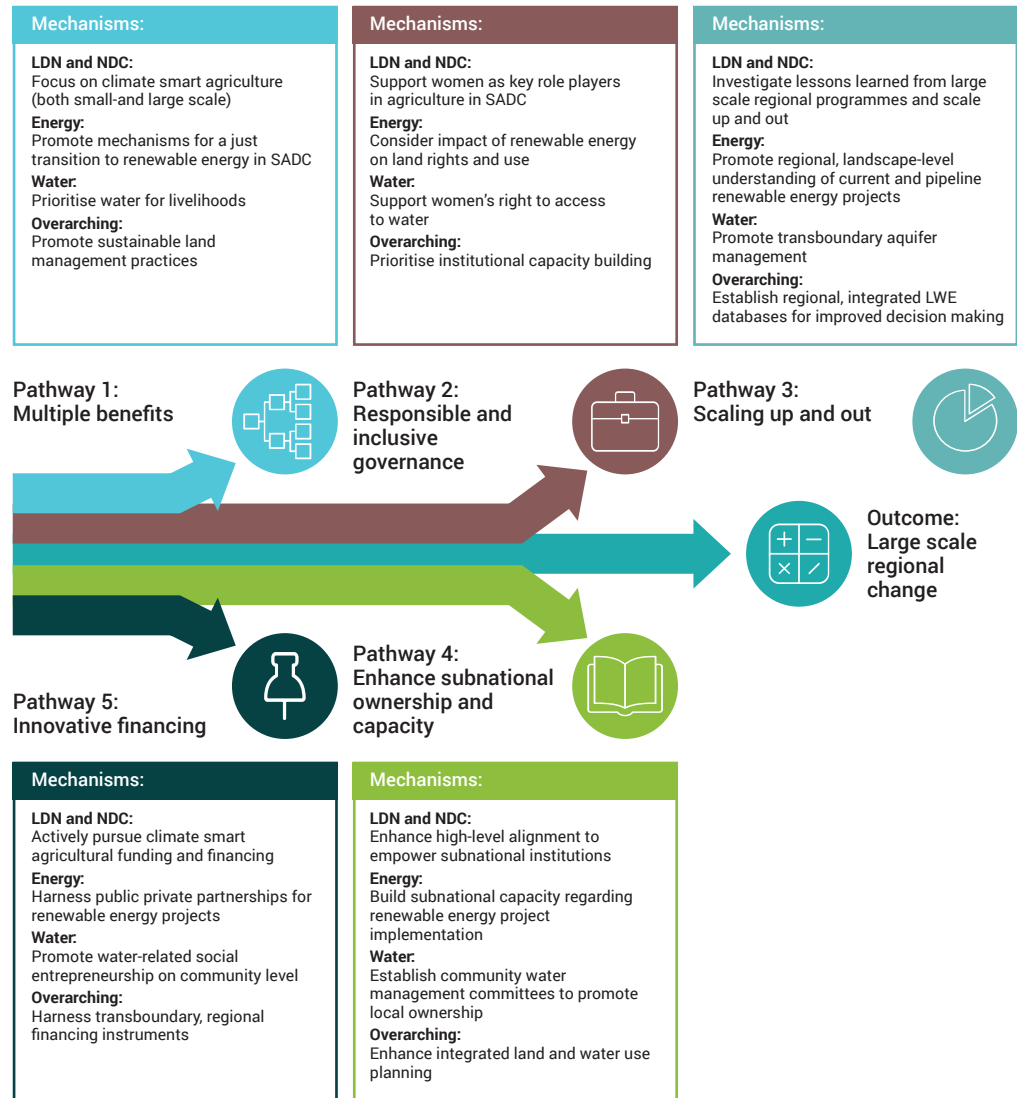 Mechanisms:
LDN and NDC:
Focus on climate smart agriculture
(both small-and large scale)
Energy:
Promote mechanisms for a just
transition to renewable energy in SADC
Water:
Prioritise water for livelihoods
Overarching:
Promote sustainable land
management practices
Mechanisms:
LDN and NDC:
Support women as key role players
in agriculture in SADC
Energy:
Consider impact of renewable energy
on land rights and use
Water:
Support women's right to access
to water
Overarching:
Prioritise institutional capacity building
Mechanisms:
LDN and NDC:
Investigate lessons learned from large
scale regional programmes and scale
up and out
Energy:
Promote regional, landscape-level
understanding of current and pipeline
renewable energy projects
Water:
Promote transboundary aquifer
management
Overarching:
Establish regional, integrated LWE
databases for improved decision making
Pathway 1:
Multiple benefits
Pathway 2:
Responsible and
inclusive
governance
Pathway 3:
Scaling up and out
Outcome:
Large scale
regional
change
Pathway 5:
Innovative financing
Pathway 4:
Enhance subnational
ownership and
capacity
Mechanisms:
LDN and NDC:
Actively pursue climate smart
agricultural funding and financing
Energy:
Harness public private partnerships for
renewable energy projects
Water:
Promote water-related social
entrepreneurship on community level
Overarching:
Harness transboundary, regional
financing instruments
Mechanisms:
LDN and NDC:
Enhance high-level alignment to
empower subnational institutions
Energy:
Build subnational capacity regarding
renewable energy project
implementation
Water:
Establish community water
management committees to promote
local ownership
Overarching:
Enhance integrated land and water use
planning